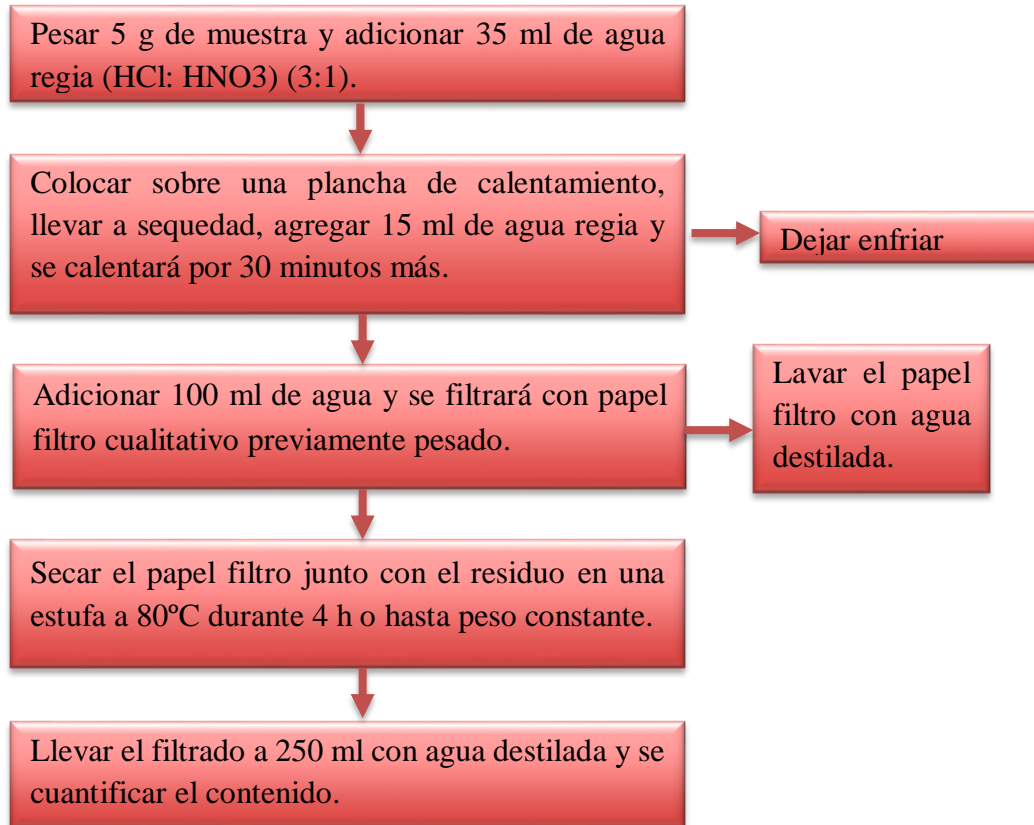 Pesar 5 g de muestra y adicionar 35 ml de agua
regia (HCl: HNO3) (3:1).
Colocar sobre una plancha de calentamiento,
llevar a sequedad, agregar 15 ml de agua regia y
se calentará por 30 minutos más.
Dejar enfriar
Adicionar 100 ml de agua y se filtrará con papel
filtro cualitativo previamente pesado.
Lavar el papel
filtro con agua
destilada.
Secar el papel filtro junto con el residuo en una
estufa a 80ºC durante 4 h o hasta peso constante.
Llevar el filtrado a 250 ml con agua destilada y se
cuantificar el contenido.